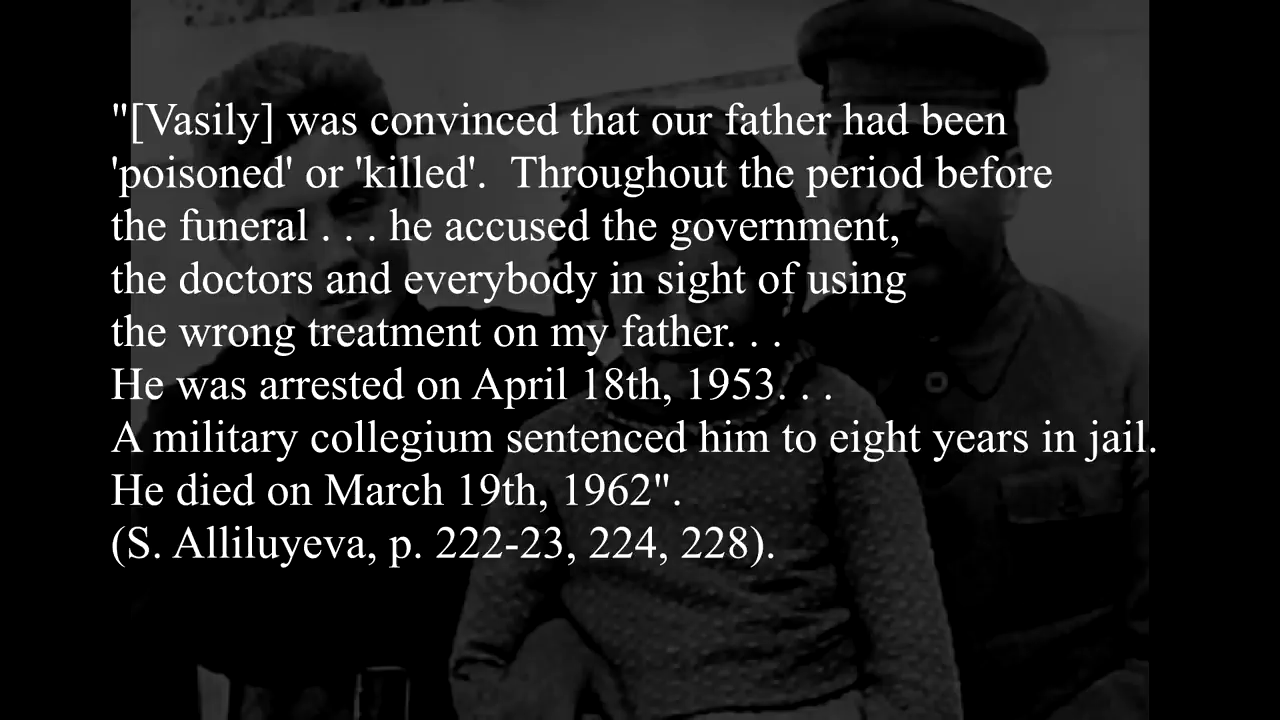 "[Vasily] was convinced that our father had been
'poisoned' or 'killed'.  Throughout the period before
the funeral . . . he accused the government,
the doctors and everybody in sight of using
the wrong treatment on my father. . .
He was arrested on April 18th, 1953. . .
A military collegium sentenced him to eight years in jail.
He died on March 19th, 1962".
(S. Alliluyeva, p. 222-23, 224, 228).